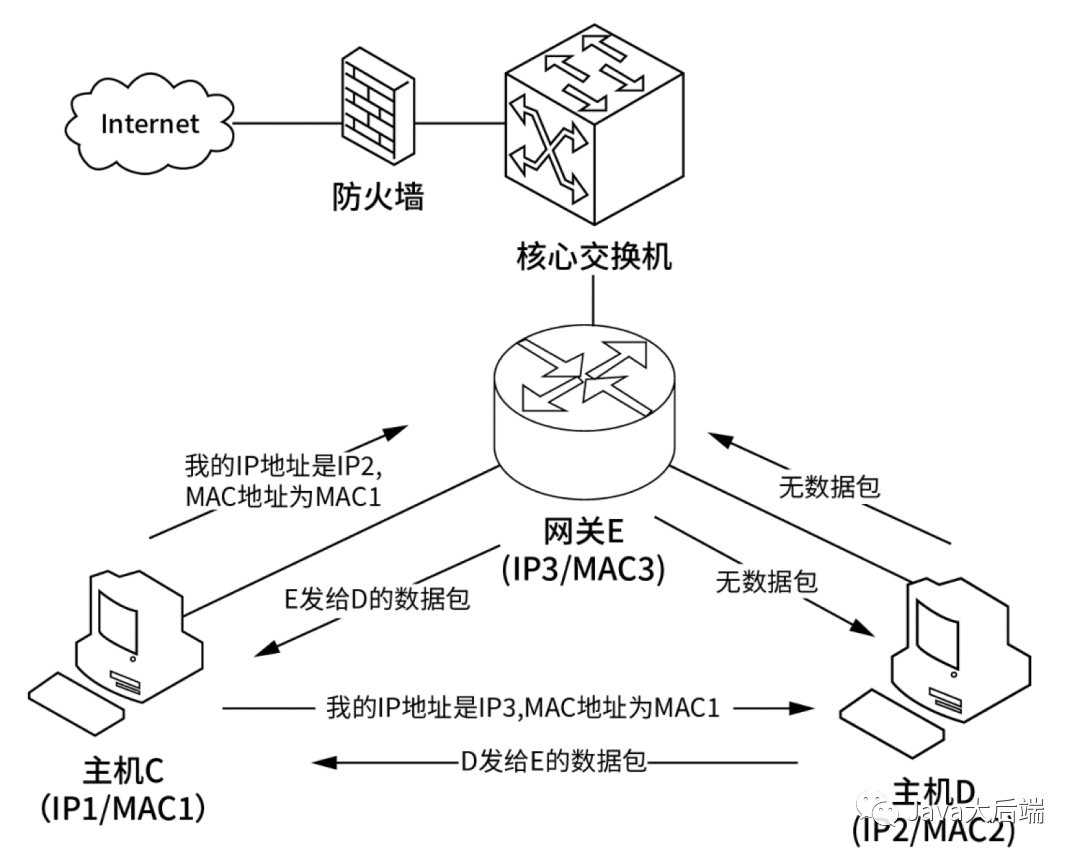 Internet
防火墙
核心交换机
我的IP地址是IP2,
MAC地址为MAC1
无数据包
网关E
(IP3/MAC3)
E发给D的数据包
无数据包
我的IP地址是IP3,MAC地址为MAC1
D发给E的数据包
主机C
(IP1/MAC1)
主机D
(IP2/MAC2)
Java大后端